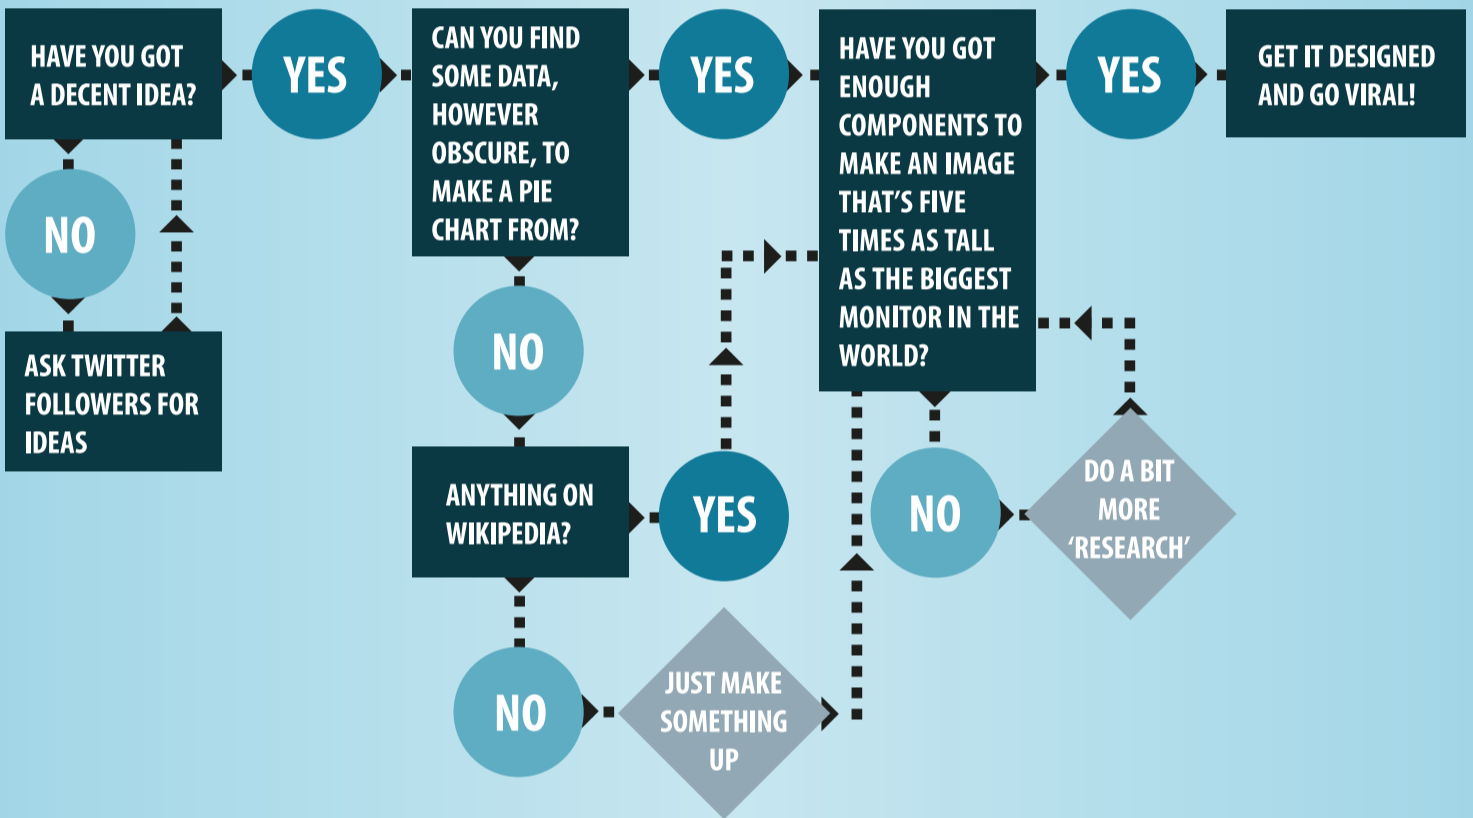 HAVE YOU GOT
A DECENT IDEA?
YES
CAN YOU FIND
SOME DATA,
HOWEVER
OBSCURE, TO
MAKE A PIE
CHART FROM?
YES
HAVE YOU GOT
ENOUGH
COMPONENTS TO
MAKE AN IMAGE
THAT'S FIVE
TIMES AS TALL
AS THE BIGGEST
MONITOR IN THE
WORLD?
YES
GET IT DESIGNED
AND GO VIRAL!
NO
ASK TWITTER
FOLLOWERS FOR
IDEAS
NO
ANYTHING ON
WIKIPEDIA?
YES
NO
DO A BIT
MORE
'RESEARCH'
NO
JUST MAKE
SOMETHING
UP